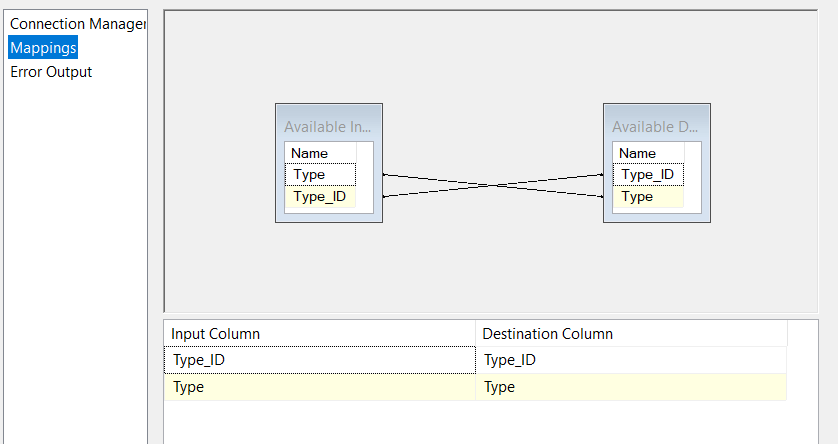 Connection Manager
Mappings
Error Output
Available In...
Name
Type
Type_ID
Available D...
Name
Type_ID
Type
Input Column Destination Column
Type_ID Type_ID
Type Type